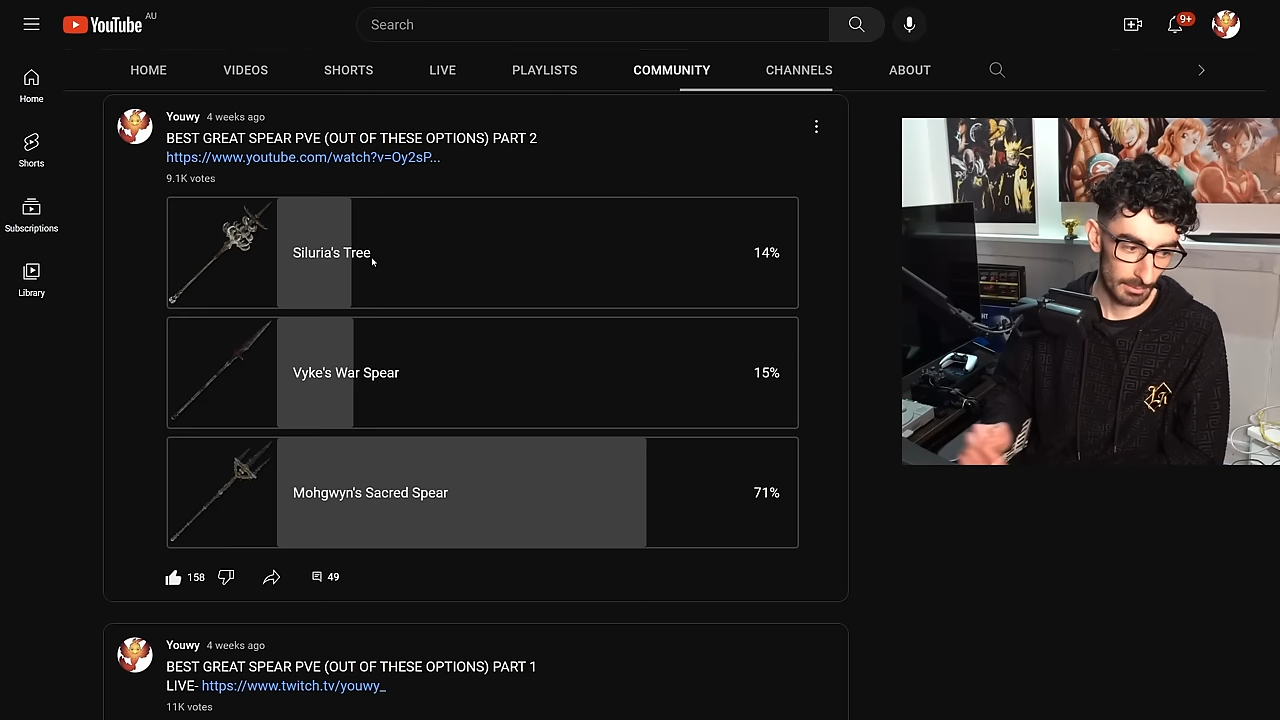 YouTube AU
Search
9+
HOME VIDEOS SHORTS LIVE PLAYLISTS COMMUNITY CHANNELS ABOUT
Home
Shorts
Subscriptions
Library
Youwy 4 weeks ago
BEST GREAT SPEAR PVE (OUT OF THESE OPTIONS) PART 2
https://www.youtube.com/watch?v=Oy2sP...
9.1K votes
Siluria's Tree 14%
Vyke's War Spear 15%
Mohgwyn's Sacred Spear 71%
158 49
Youwy 4 weeks ago
BEST GREAT SPEAR PVE (OUT OF THESE OPTIONS) PART 1
LIVE- https://www.twitch.tv/youwy_
11K votes